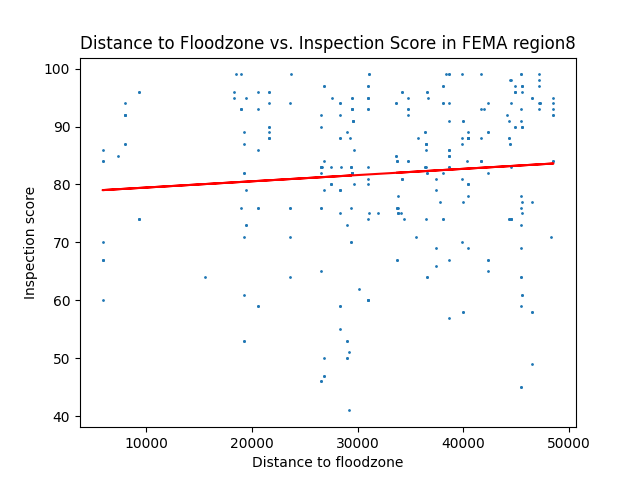 Distance to Floodzone vs. Inspection Score in FEMA region8
100
90
80
70
60
50
40
Inspection score
10000 20000 30000 40000 50000
Distance to floodzone